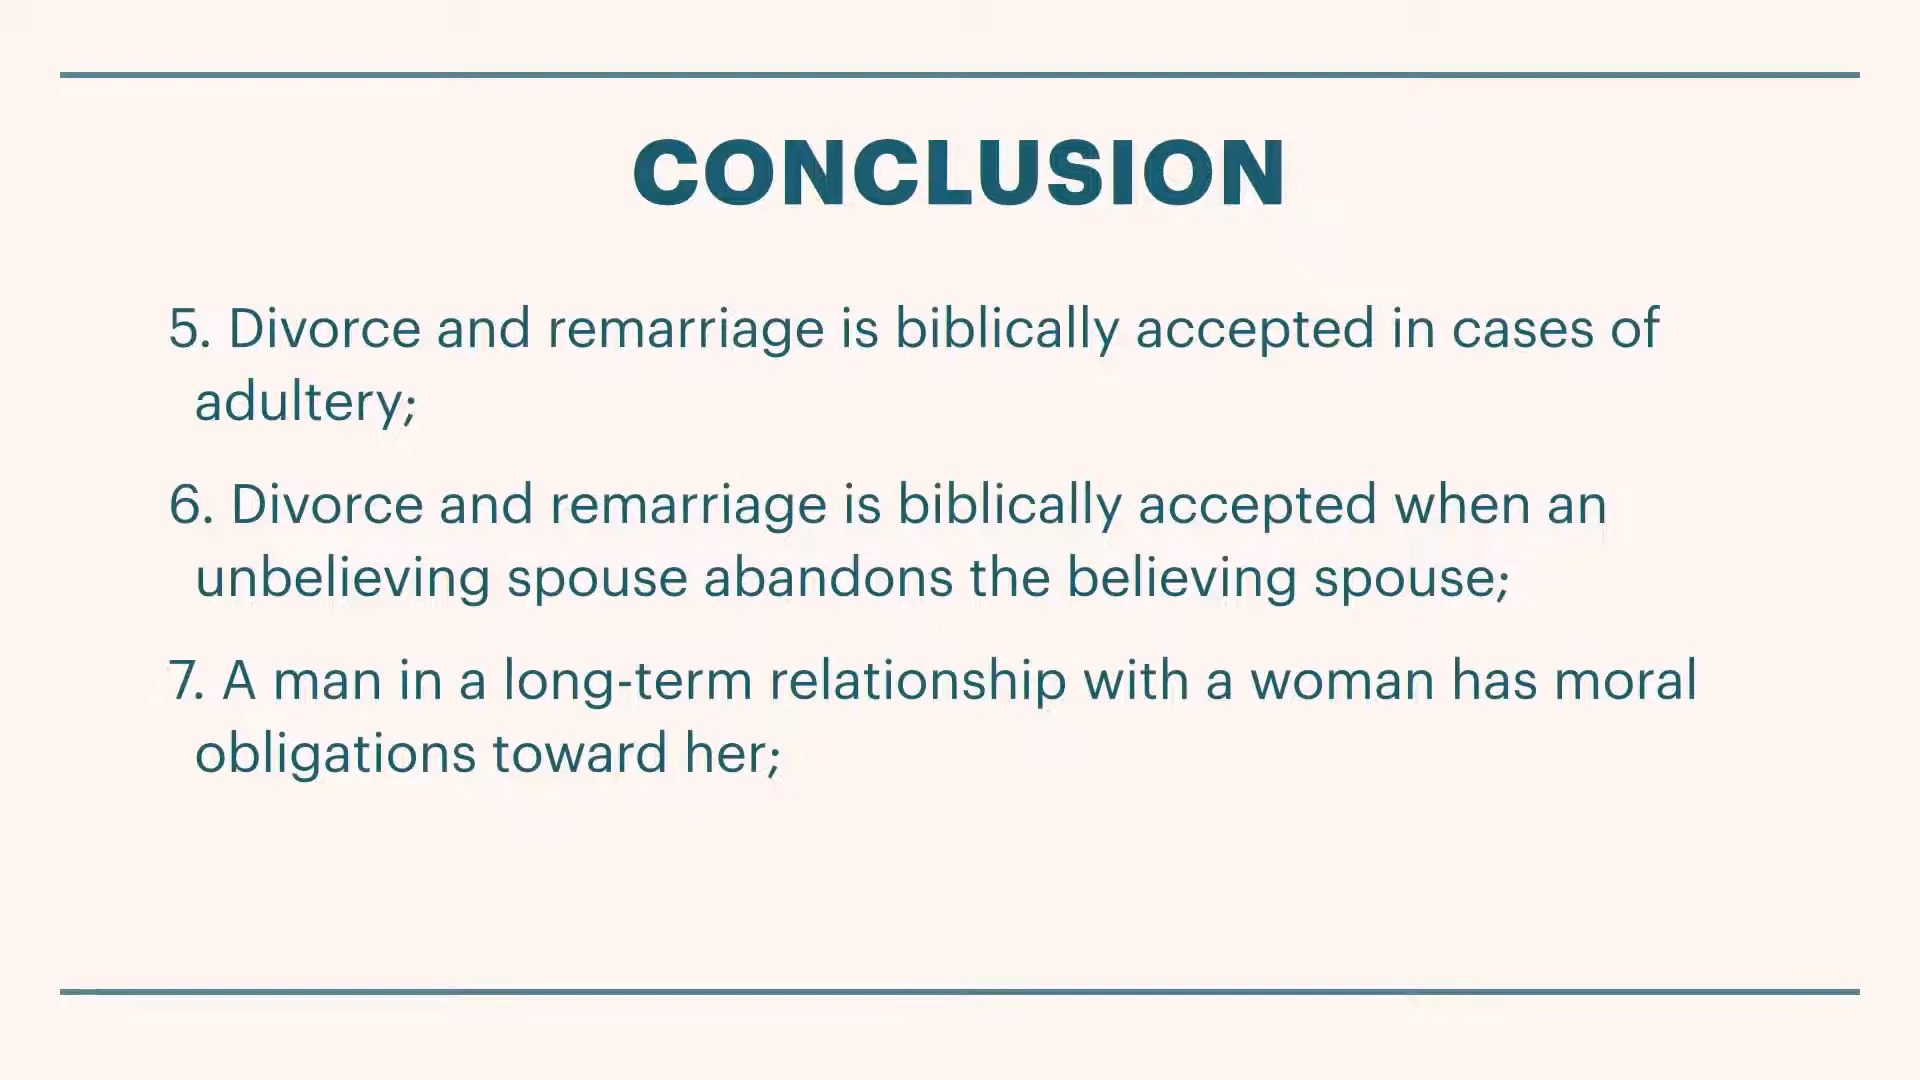 CONCLUSION
5. Divorce and remarriage is biblically accepted in cases of
adultery;
6. Divorce and remarriage is biblically accepted when an
unbelieving spouse abandons the believing spouse;
7. A man in a long-term relationship with a woman has moral
obligations toward her;